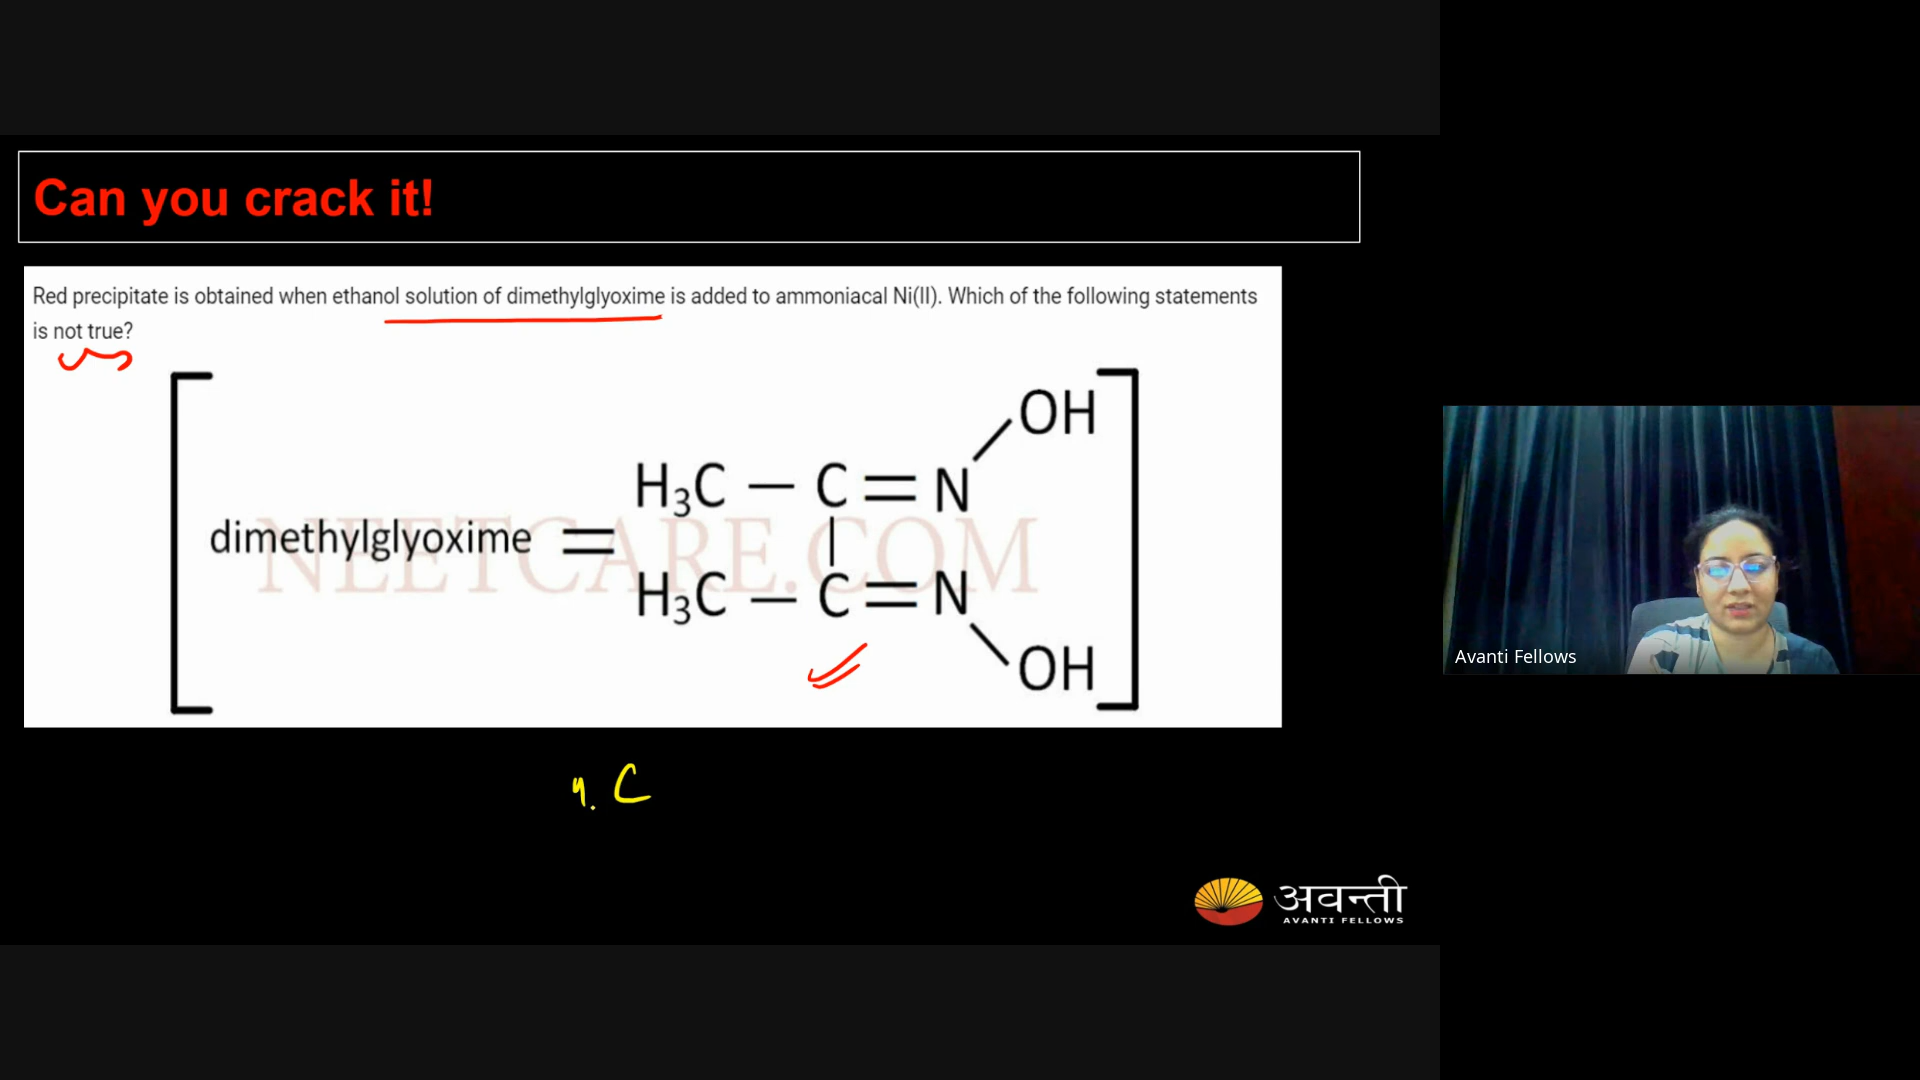 Can you crack it!
Red precipitate is obtained when ethanol solution of dimethylglyoxime is added to ammoniacal Ni(II). Which of the following statements
is not true?
OH
H₃C — C = N
dimethylglyoxime =
NEETCARE.COM
H₃C — C = N
OH
Avanti Fellows
4. C
अवन्ती
AVANTI FELLOWS